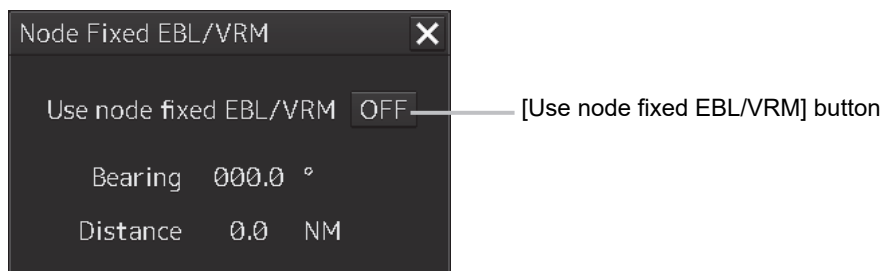 Node Fixed EBL/VRM
Use node fixed EBL/VRM OFF
[Use node fixed EBL/VRM] button
Bearing 000.0 °
Distance 0.0 NM